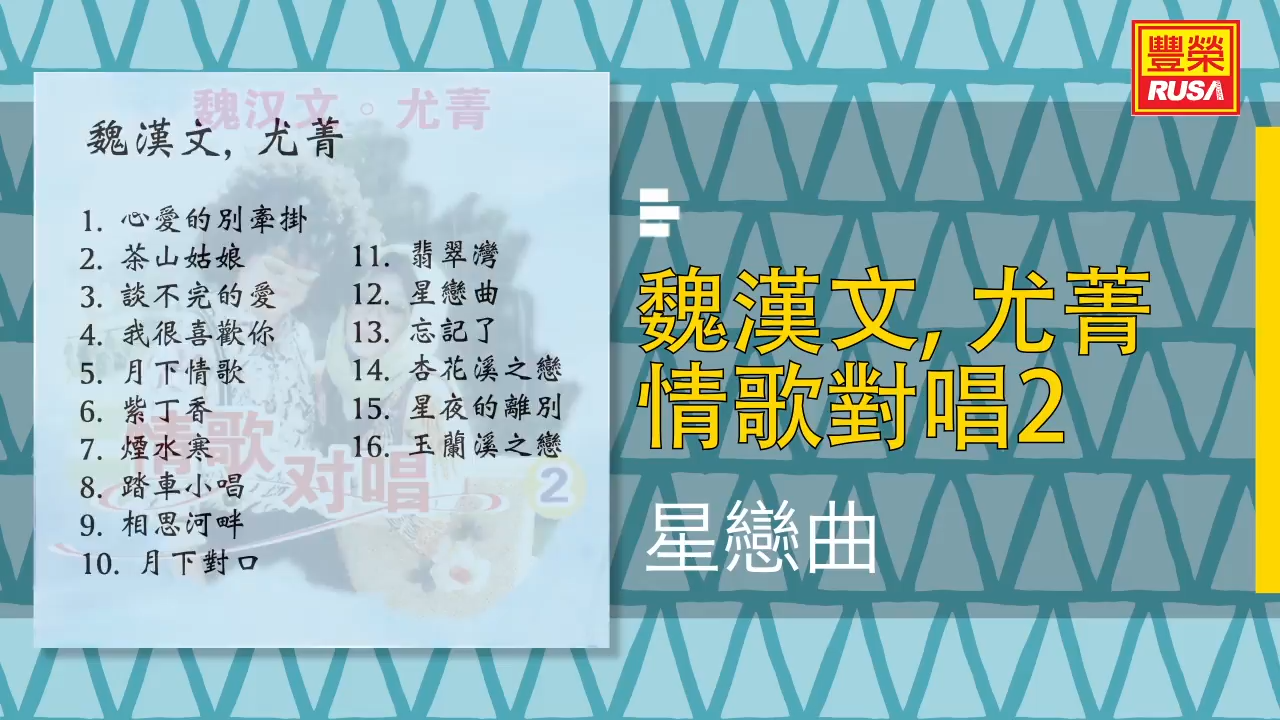 豐榮
RUSA
魏汉文。尤菁
魏漢文, 尤菁
1. 心愛的別牽掛
2. 茶山姑娘
3. 談不完的愛
4. 我很喜歡你
5. 月下情歌
6. 紫丁香
7. 煙水寒
8. 踏車小唱
9. 相思河畔
10. 月下對口
11. 翡翠灣
12. 星戀曲
13. 忘記了
14. 杏花溪之戀
15. 星夜的離別
16. 玉蘭溪之戀
情歌
对唱
2
魏漢文, 尤菁
情歌對唱2
星戀曲